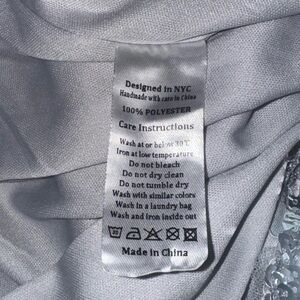 Designed in NYC
Handmade with care in China
100% POLYESTER
Care Instructions
Wash at or below 30°C
Iron at low temperature
Do not bleach
Do not dry clean
Do not tumble dry
Wash with similar colors
Wash in a laundry bag
Wash and iron inside out
Made in China